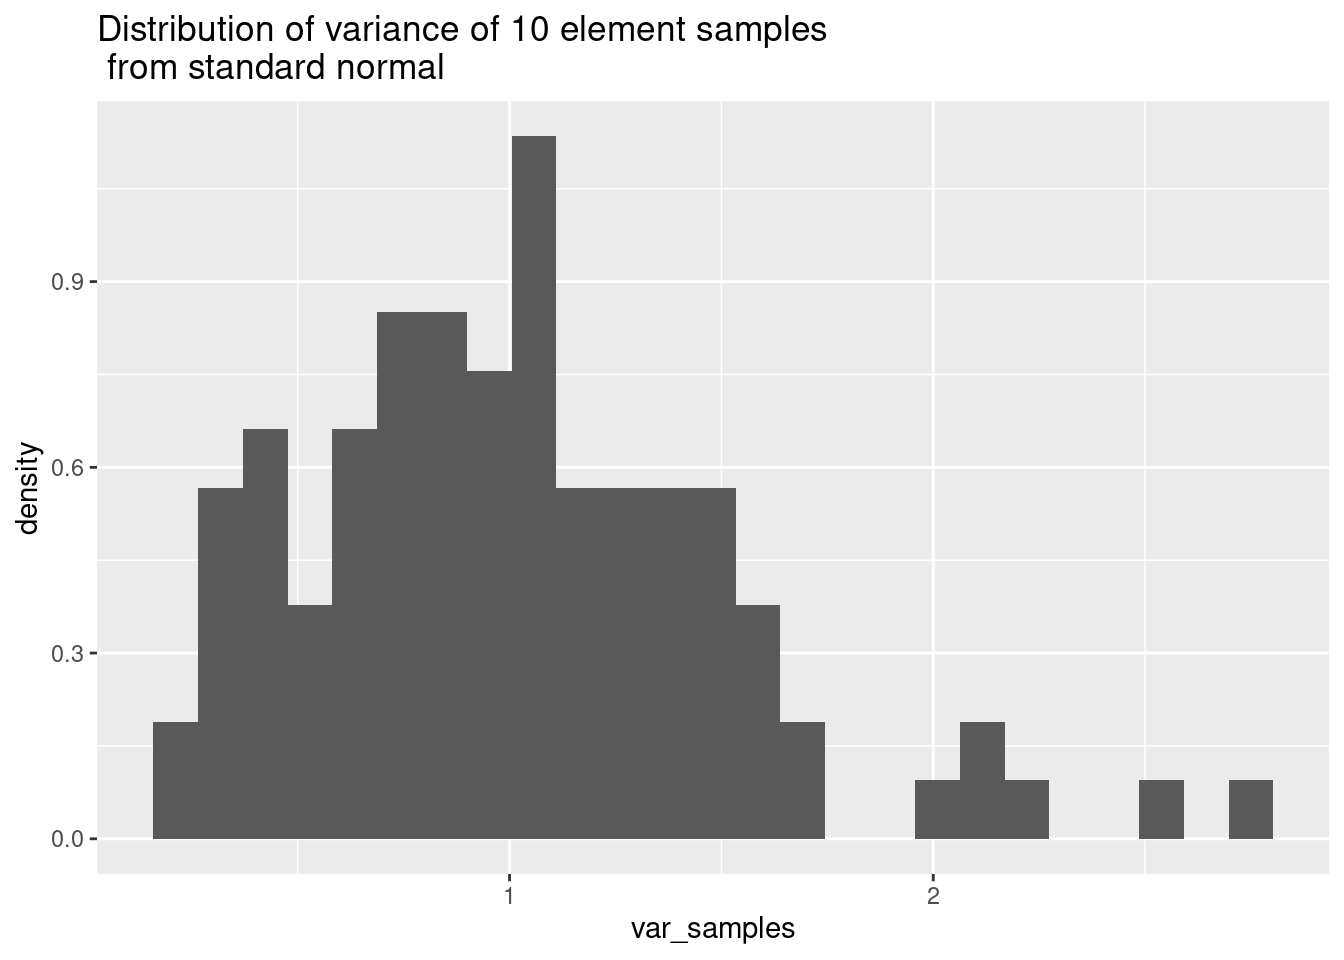 Distribution of variance of 10 element samples
from standard normal
0.9
0.6
0.3
0.0
density
1
2
var_samples